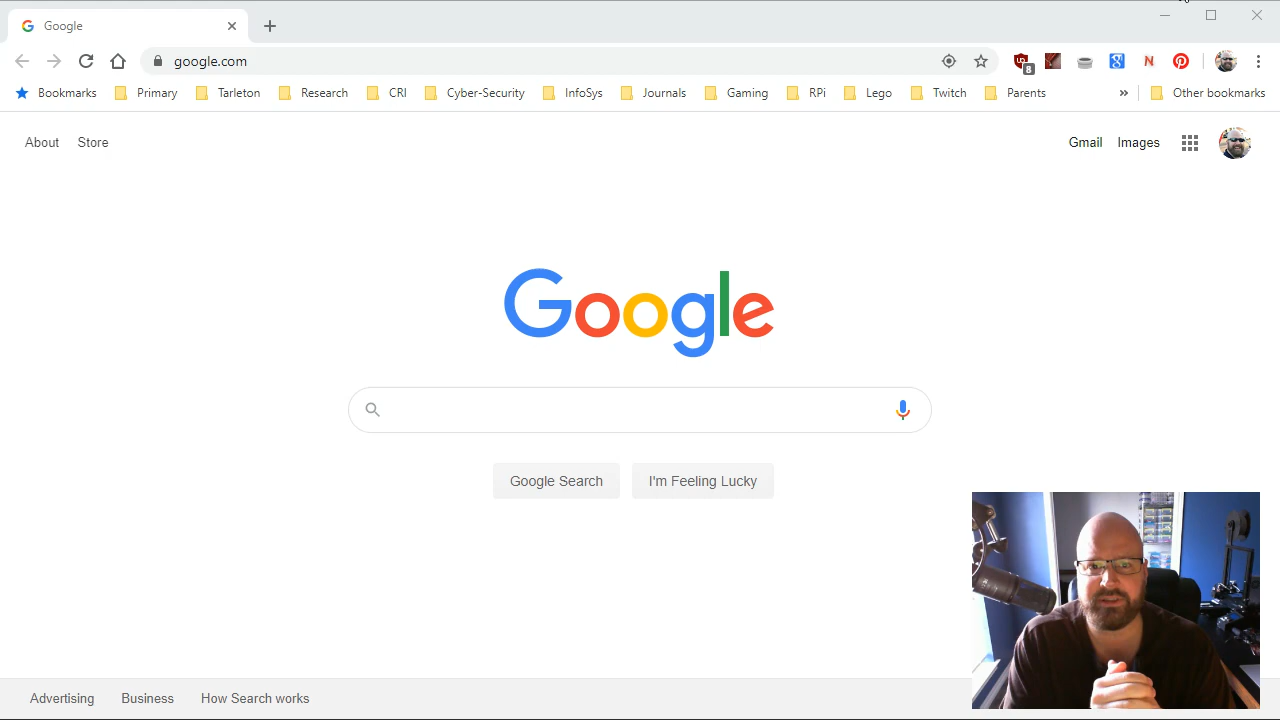 Google
google.com
8
N
Bookmarks Primary Tarleton Research CRI Cyber-Security InfoSys Journals Gaming RPi Lego Twitch Parents » Other bookmarks
About Store Gmail Images
Google
Google Search I'm Feeling Lucky
Advertising Business How Search works